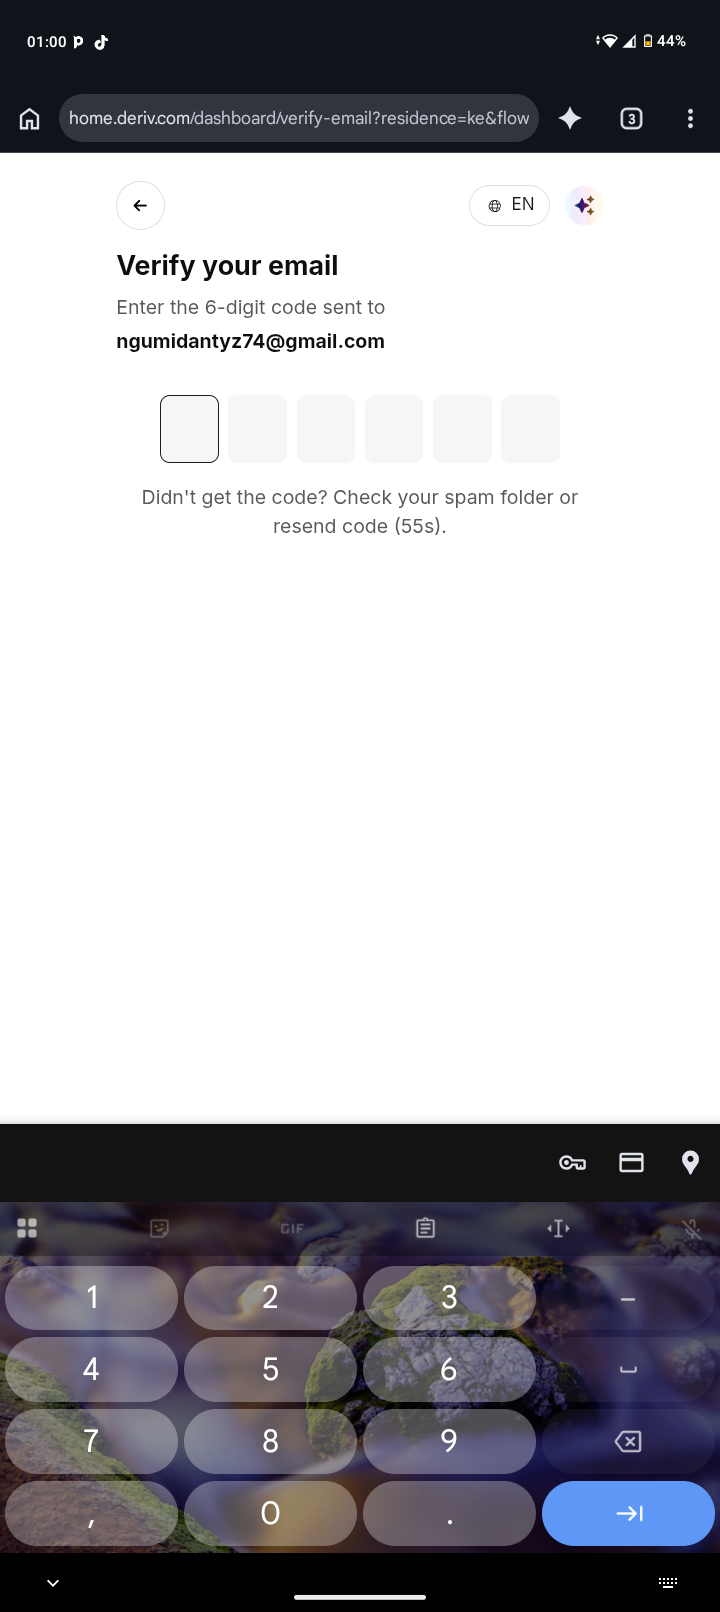 01:00
44%
home.deriv.com/dashboard/verify-email?residence=ke&flow
3
EN
Verify your email
Enter the 6-digit code sent to
ngumidantyz74@gmail.com
Didn't get the code? Check your spam folder or
resend code (55s).
GIF
1 2 3 –
4 5 6
7 8 9
, 0 .